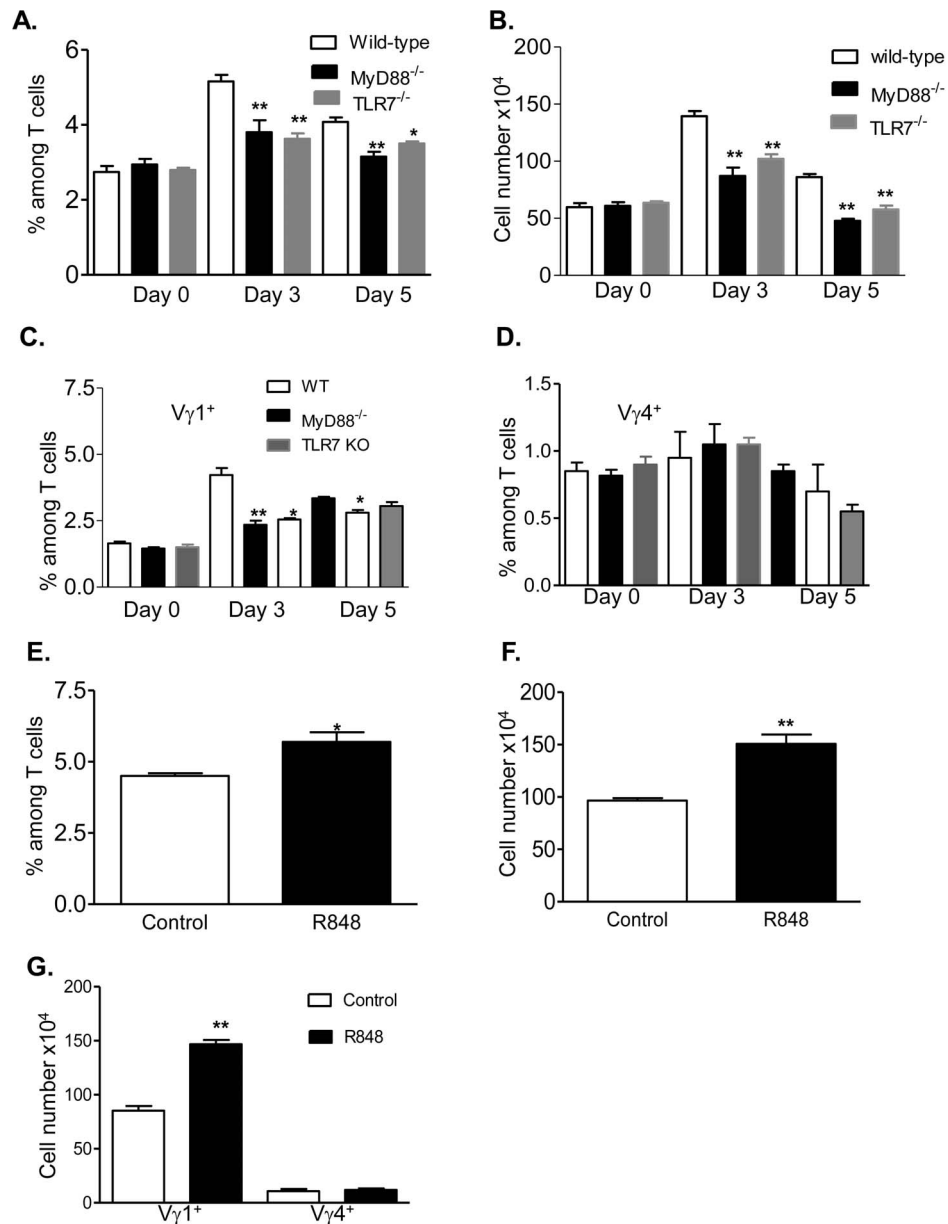 A.
Wild-type
MyD88-/-
TLR7-/-
% among T cells
6
4
2
0
** ** ** *
Day 0 Day 3 Day 5
B.
wild-type
MyD88-/-
TLR7-/-
Cell number x10⁴
200
150
100
50
0
** ** ** **
Day 0 Day 3 Day 5
C.
WT
MyD88-/-
TLR7 KO
Vγ1+
% among T cells
7.5
5.0
2.5
0.0
** * *
Day 0 Day 3 Day 5
D.
Vγ4+
% among T cells
1.5
1.0
0.5
0.0
Day 0 Day 3 Day 5
E.
% among T cells
7.5
5.0
2.5
0.0
*
Control R848
F.
Cell number x10⁴
200
150
100
50
0
**
Control R848
G.
Control
R848
Cell number x10⁴
200
150
100
50
0
**
Vγ1+ Vγ4+